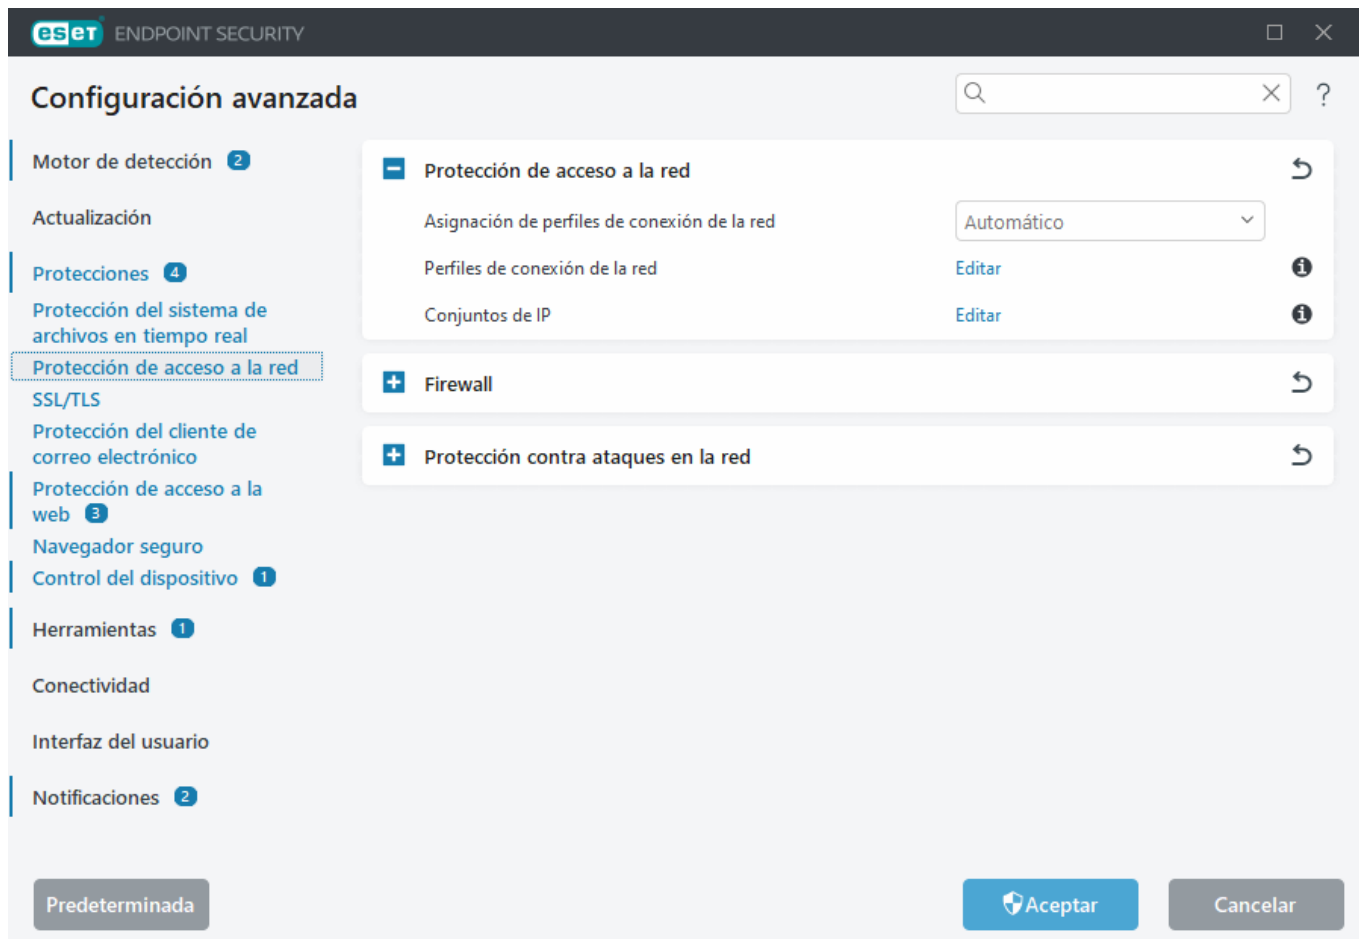 eset ENDPOINT SECURITY
Configuración avanzada
?
Motor de detección 2
Actualización
Protecciones 4
Protección del sistema de
archivos en tiempo real
Protección de acceso a la red
SSL/TLS
Protección del cliente de
correo electrónico
Protección de acceso a la
web 3
Navegador seguro
Control del dispositivo 1
Herramientas 1
Conectividad
Interfaz del usuario
Notificaciones 2
Protección de acceso a la red
Asignación de perfiles de conexión de la red Automático
Perfiles de conexión de la red Editar
Conjuntos de IP Editar
Firewall
Protección contra ataques en la red
Predeterminada
Aceptar
Cancelar